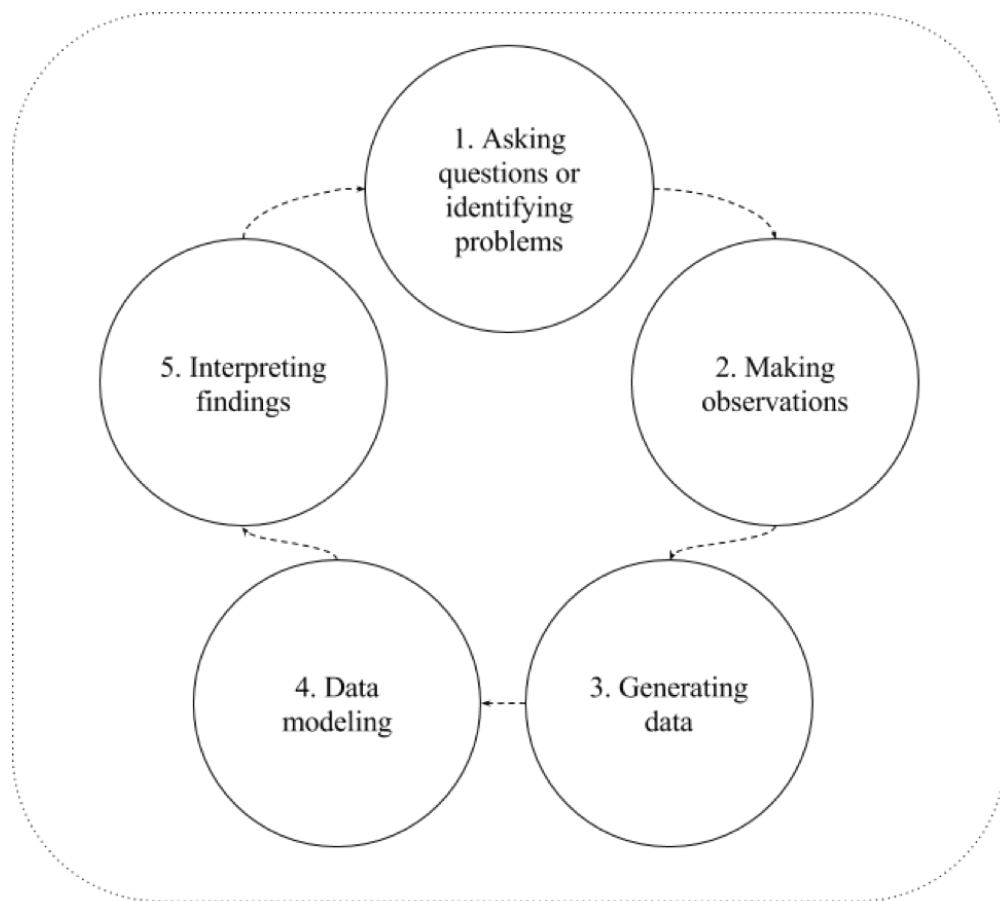 1. Asking
questions or
identifying
problems
2. Making
observations
3. Generating
data
4. Data
modeling
5. Interpreting
findings